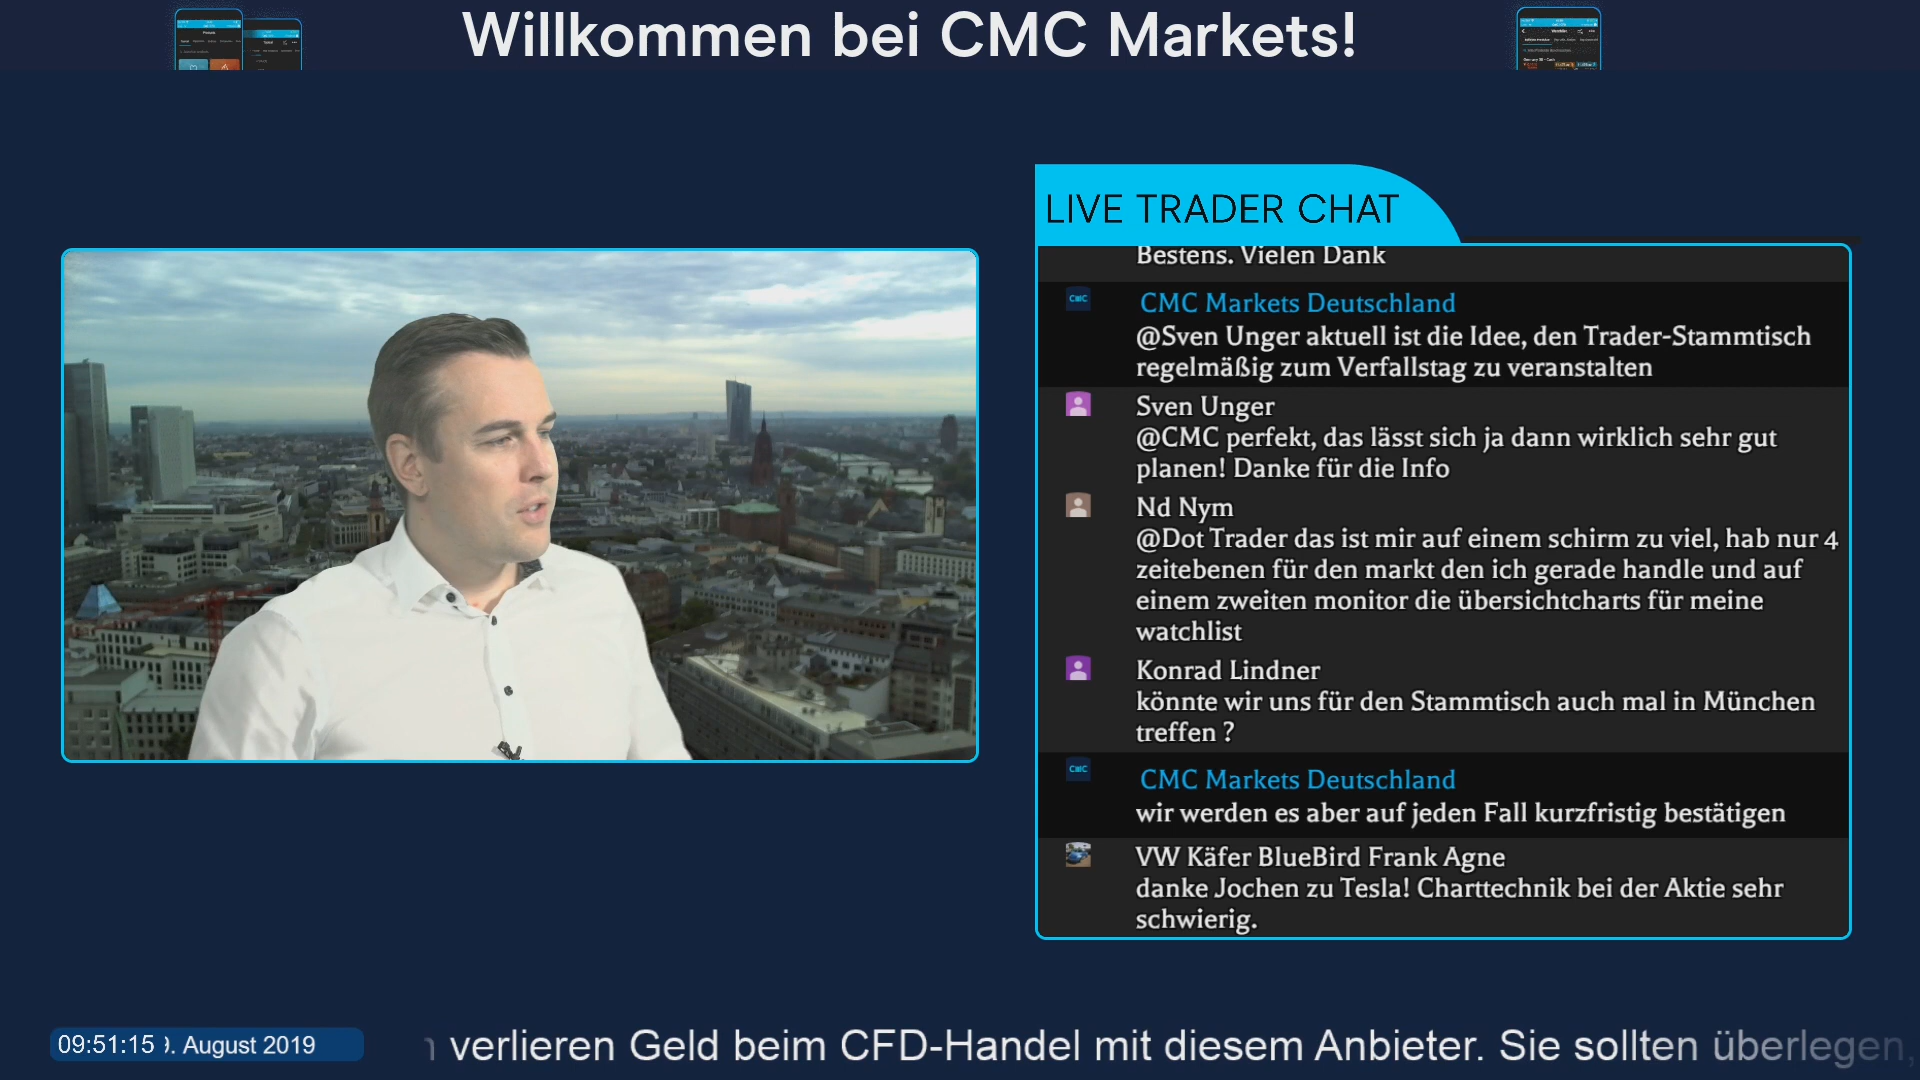 Willkommen bei CMC Markets!
LIVE TRADER CHAT
Bestens. Vielen Dank
CMC
CMC Markets Deutschland
@Sven Unger aktuell ist die Idee, den Trader-Stammtisch
regelmäßig zum Verfallstag zu veranstalten
Sven Unger
@CMC perfekt, das lässt sich ja dann wirklich sehr gut
planen! Danke für die Info
Nd Nym
@Dot Trader das ist mir auf einem schirm zu viel, hab nur 4
zeitebenen für den markt den ich gerade handle und auf
einem zweiten monitor die übersichtcharts für meine
watchlist
Konrad Lindner
könnte wir uns für den Stammtisch auch mal in München
treffen ?
CMC
CMC Markets Deutschland
wir werden es aber auf jeden Fall kurzfristig bestätigen
VW Käfer BlueBird Frank Agne
danke Jochen zu Tesla! Charttechnik bei der Aktie sehr
schwierig.
09:51:15 9. August 2019
verlieren Geld beim CFD-Handel mit diesem Anbieter. Sie sollten überlegen,